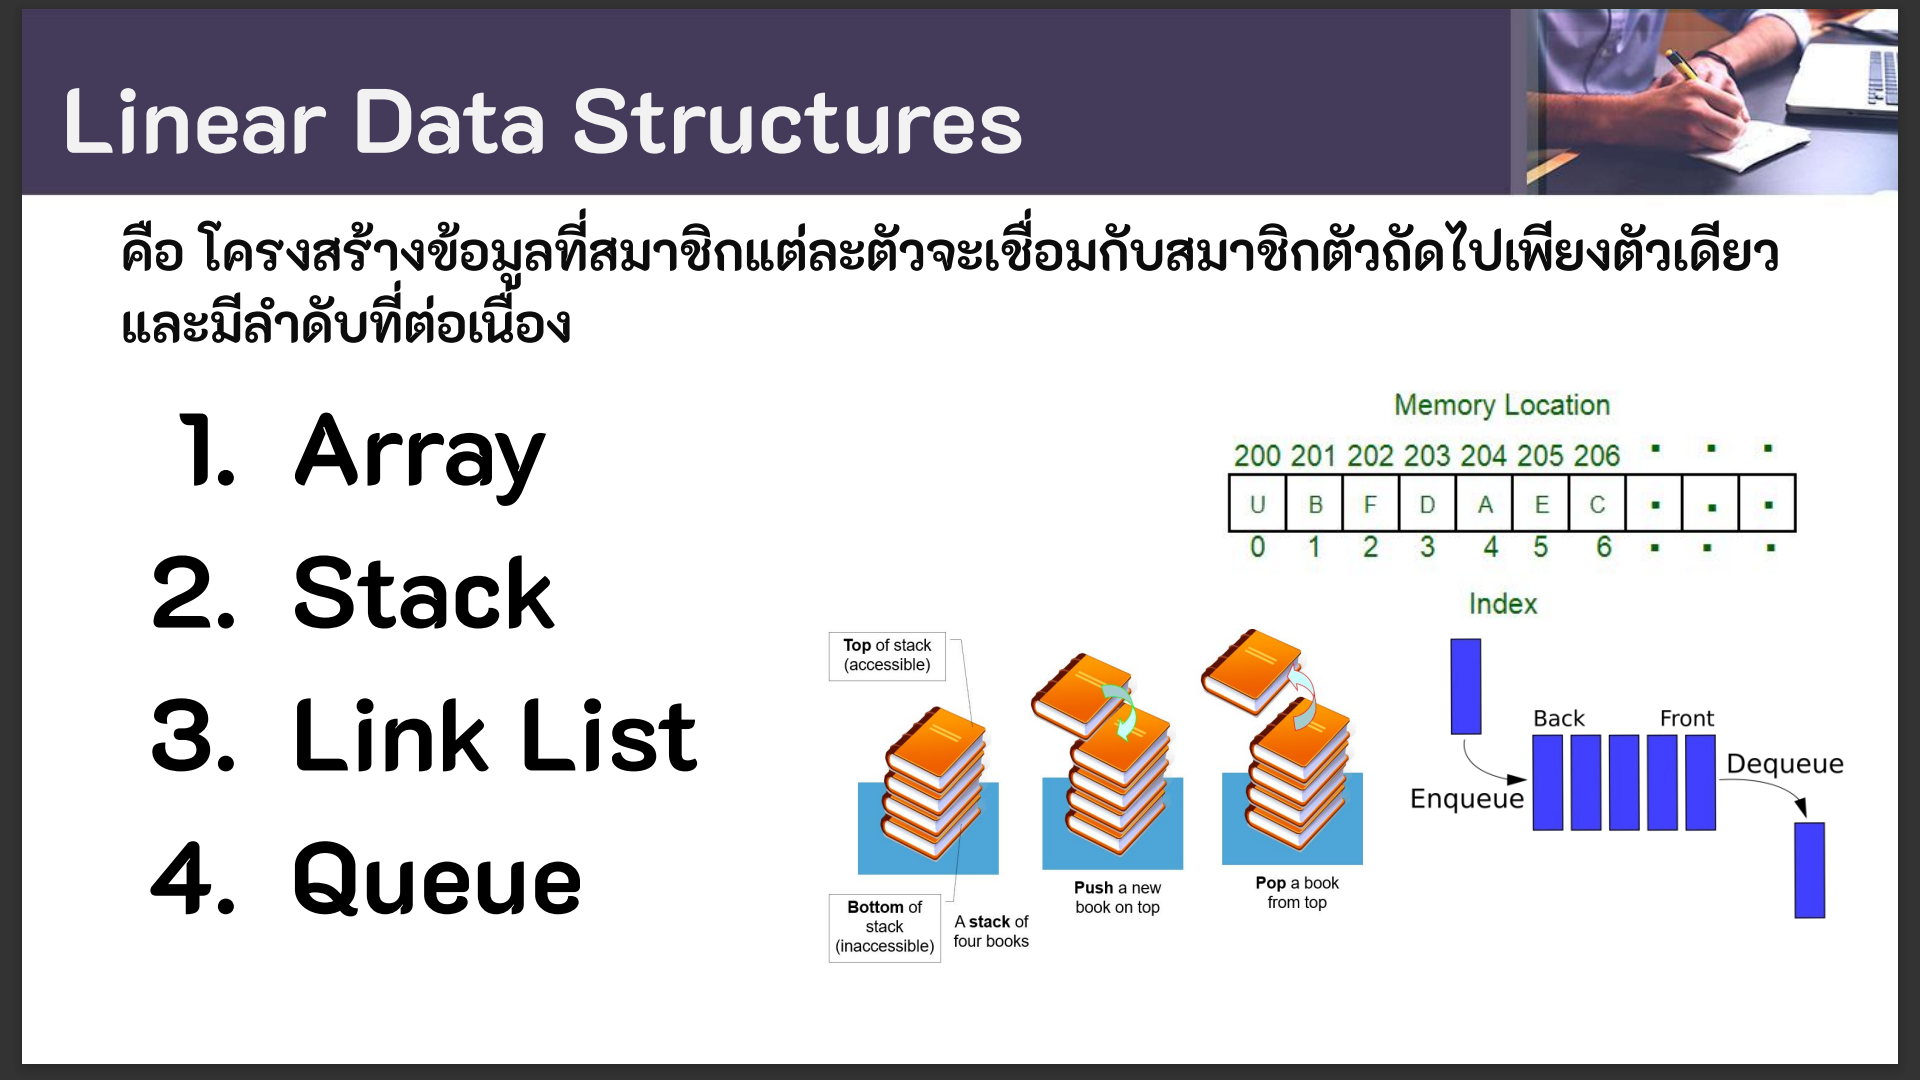 Linear Data Structures
คือ โครงสร้างข้อมูลที่สมาชิกแต่ละตัวจะเชื่อมกับสมาชิกตัวถัดไปเพียงตัวเดียว
และมีลำดับที่ต่อเนื่อง
1. Array
2. Stack
3. Link List
4. Queue
Memory Location
200 201 202 203 204 205 206 . . .
U B F D A E C . . .
0 1 2 3 4 5 6 . . .
Index
Top of stack
(accessible)
Bottom of
stack
(inaccessible)
A stack of
four books
Push a new
book on top
Pop a book
from top
Back Front
Enqueue
Dequeue